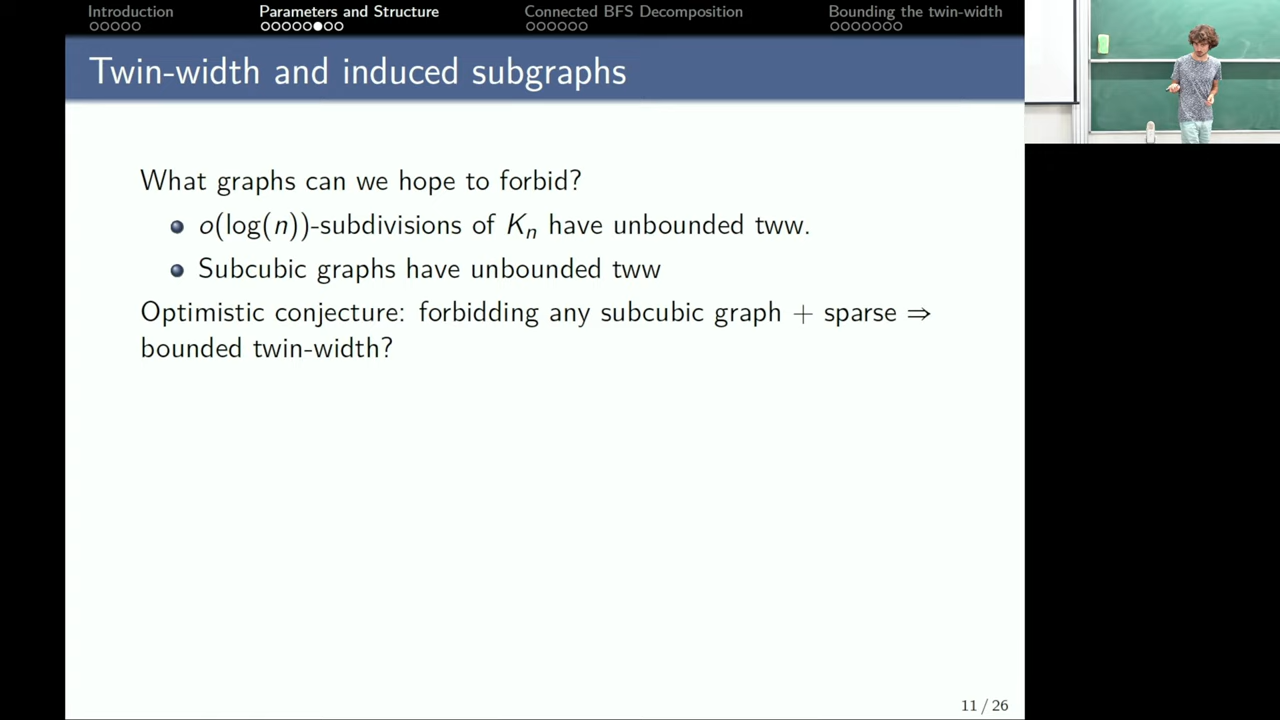 Introduction
Parameters and Structure
Connected BFS Decomposition
Bounding the twin-width
Twin-width and induced subgraphs
What graphs can we hope to forbid?
o(log(n))-subdivisions of Kₙ have unbounded tww.
Subcubic graphs have unbounded tww
Optimistic conjecture: forbidding any subcubic graph + sparse ⇒
bounded twin-width?
11 / 26